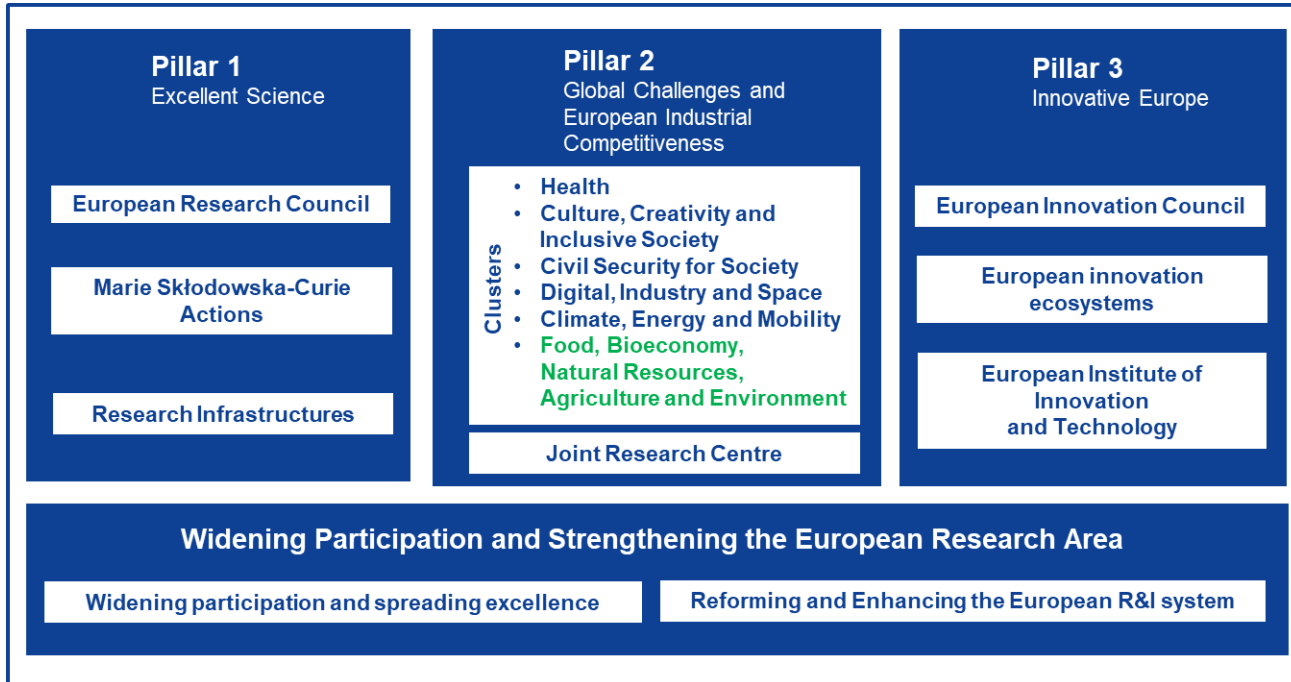 Pillar 1
Excellent Science
European Research Council
Marie Skłodowska-Curie
Actions
Research Infrastructures
Pillar 2
Global Challenges and
European Industrial
Competitiveness
Clusters
• Health
• Culture, Creativity and
Inclusive Society
• Civil Security for Society
• Digital, Industry and Space
• Climate, Energy and Mobility
• Food, Bioeconomy,
Natural Resources,
Agriculture and Environment
Joint Research Centre
Pillar 3
Innovative Europe
European Innovation Council
European innovation
ecosystems
European Institute of
Innovation
and Technology
Widening Participation and Strengthening the European Research Area
Widening participation and spreading excellence
Reforming and Enhancing the European R&I system